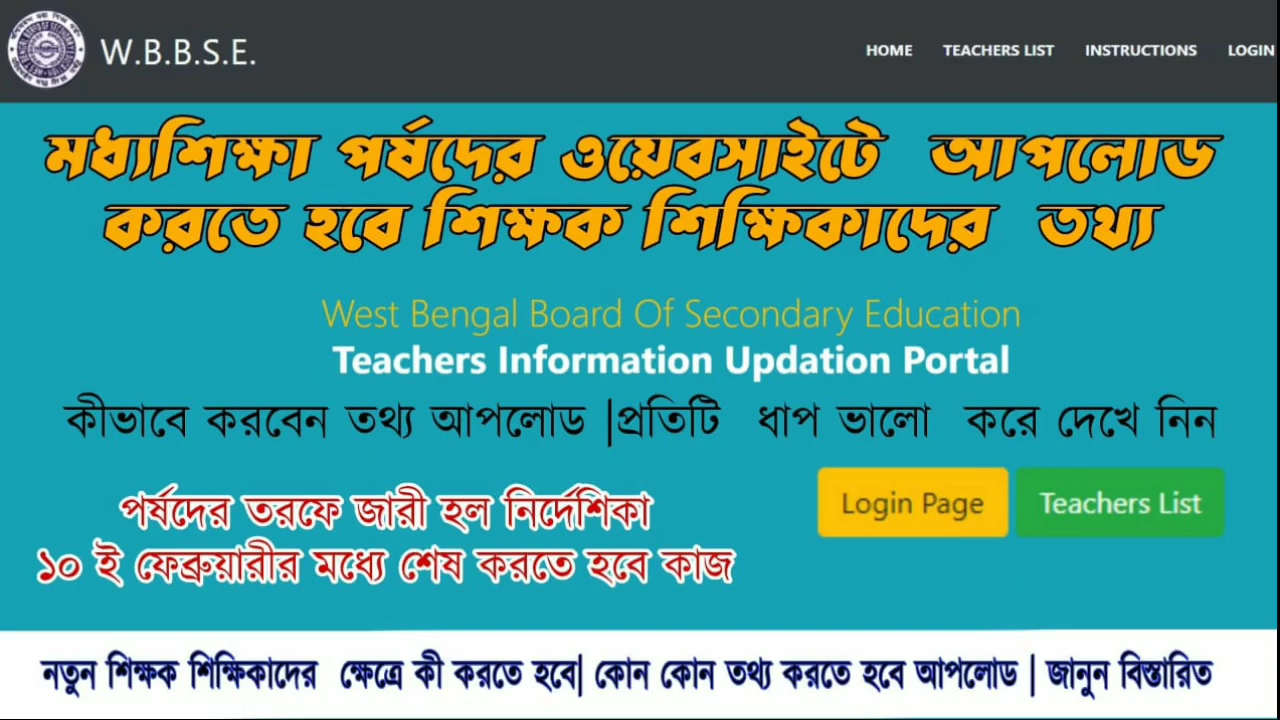 W.B.B.S.E.
HOME TEACHERS LIST INSTRUCTIONS LOGIN
মধ্যশিক্ষা পর্ষদের ওয়েবসাইটে আপলোড
করতে হবে শিক্ষক শিক্ষিকাদের তথ্য
West Bengal Board Of Secondary Education
Teachers Information Updation Portal
কীভাবে করবেন তথ্য আপলোড |প্রতিটি ধাপ ভালো করে দেখে নিন
Login Page Teachers List
পর্ষদের তরফে জারী হল নির্দেশিকা
১০ ই ফেব্রুয়ারীর মধ্যে শেষ করতে হবে কাজ
নতুন শিক্ষক শিক্ষিকাদের ক্ষেত্রে কী করতে হবে| কোন কোন তথ্য করতে হবে আপলোড | জানুন বিস্তারিত